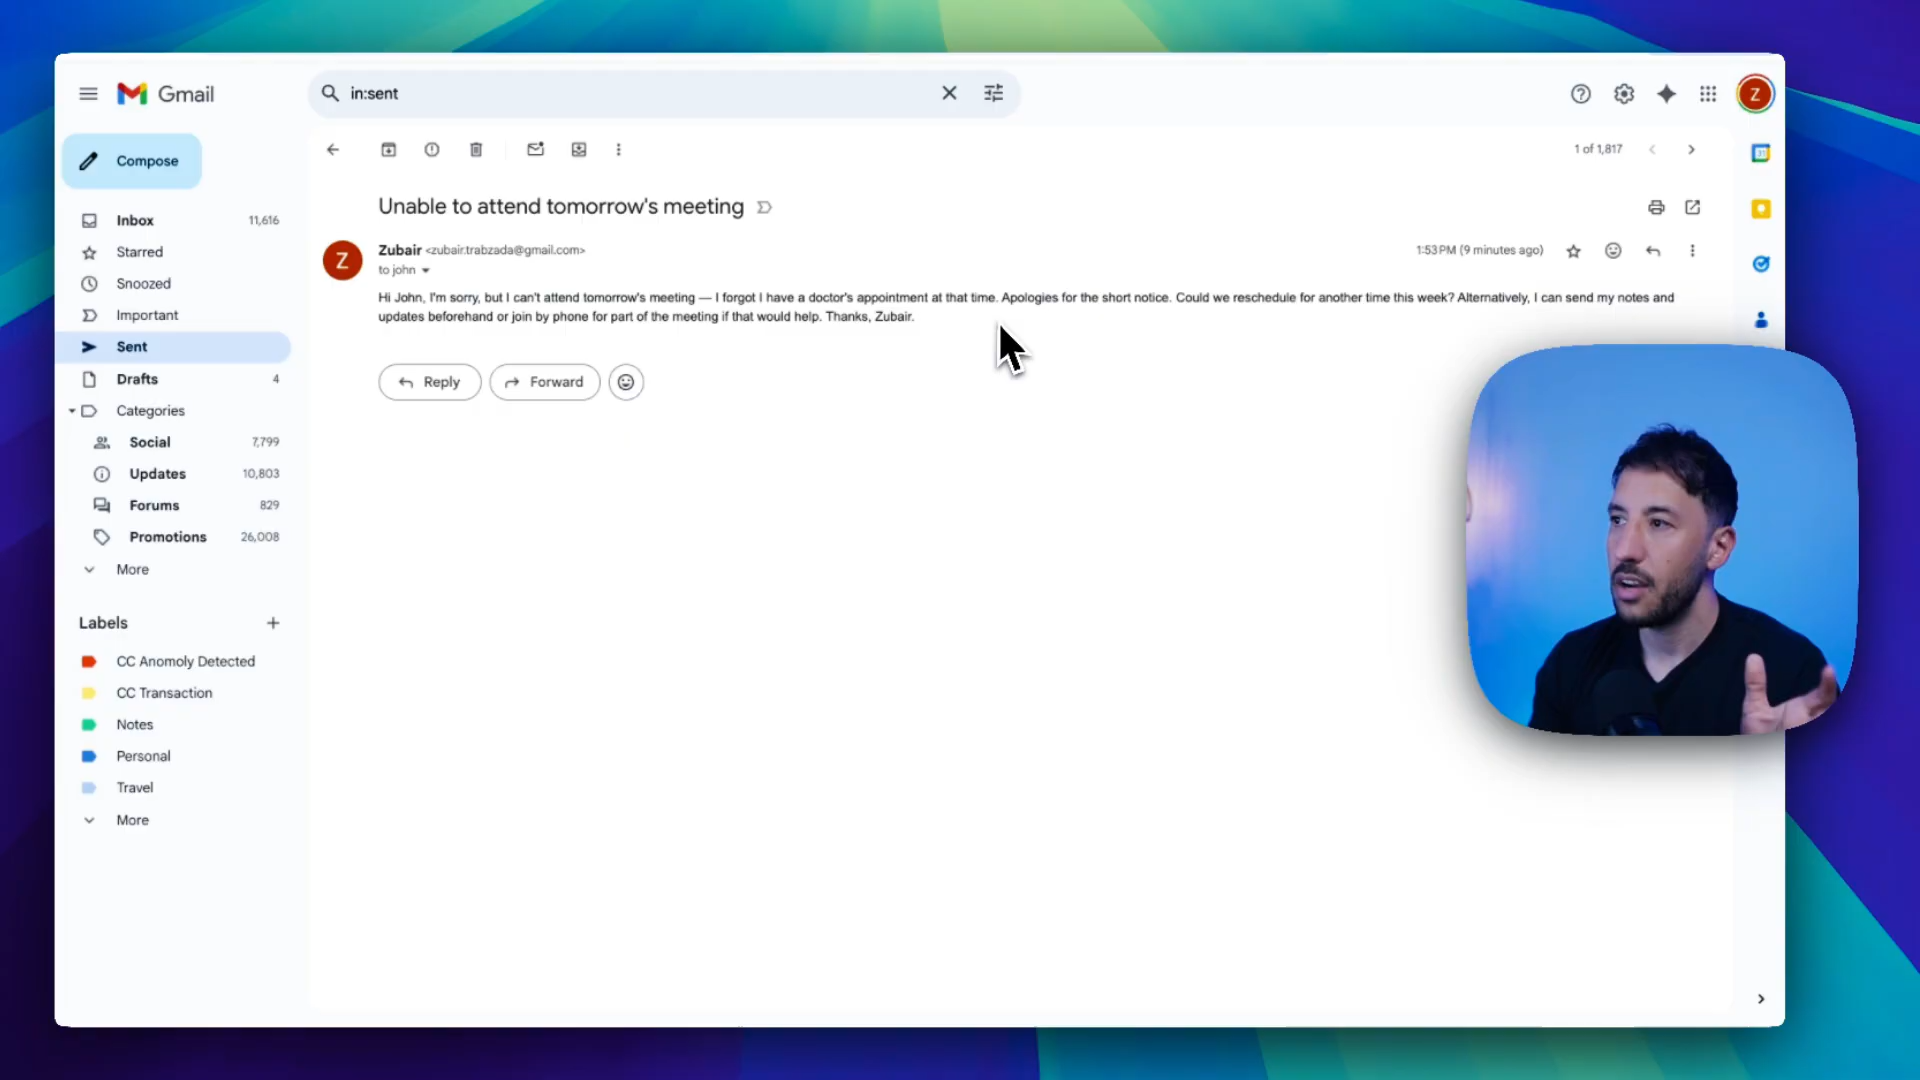 Gmail
in:sent
Z
Compose
1 of 1,817
Unable to attend tomorrow's meeting
Inbox 11,616
Starred
Snoozed
Important
Sent
Drafts 4
Categories
Social 7,799
Updates 10,803
Forums 829
Promotions 26,008
More
Labels
CC Anomoly Detected
CC Transaction
Notes
Personal
Travel
More
Z
Zubair <zubair.trabzada@gmail.com>
1:53 PM (9 minutes ago)
to john
Hi John, I'm sorry, but I can't attend tomorrow's meeting — I forgot I have a doctor's appointment at that time. Apologies for the short notice. Could we reschedule for another time this week? Alternatively, I can send my notes and
updates beforehand or join by phone for part of the meeting if that would help. Thanks, Zubair.
Reply
Forward
31